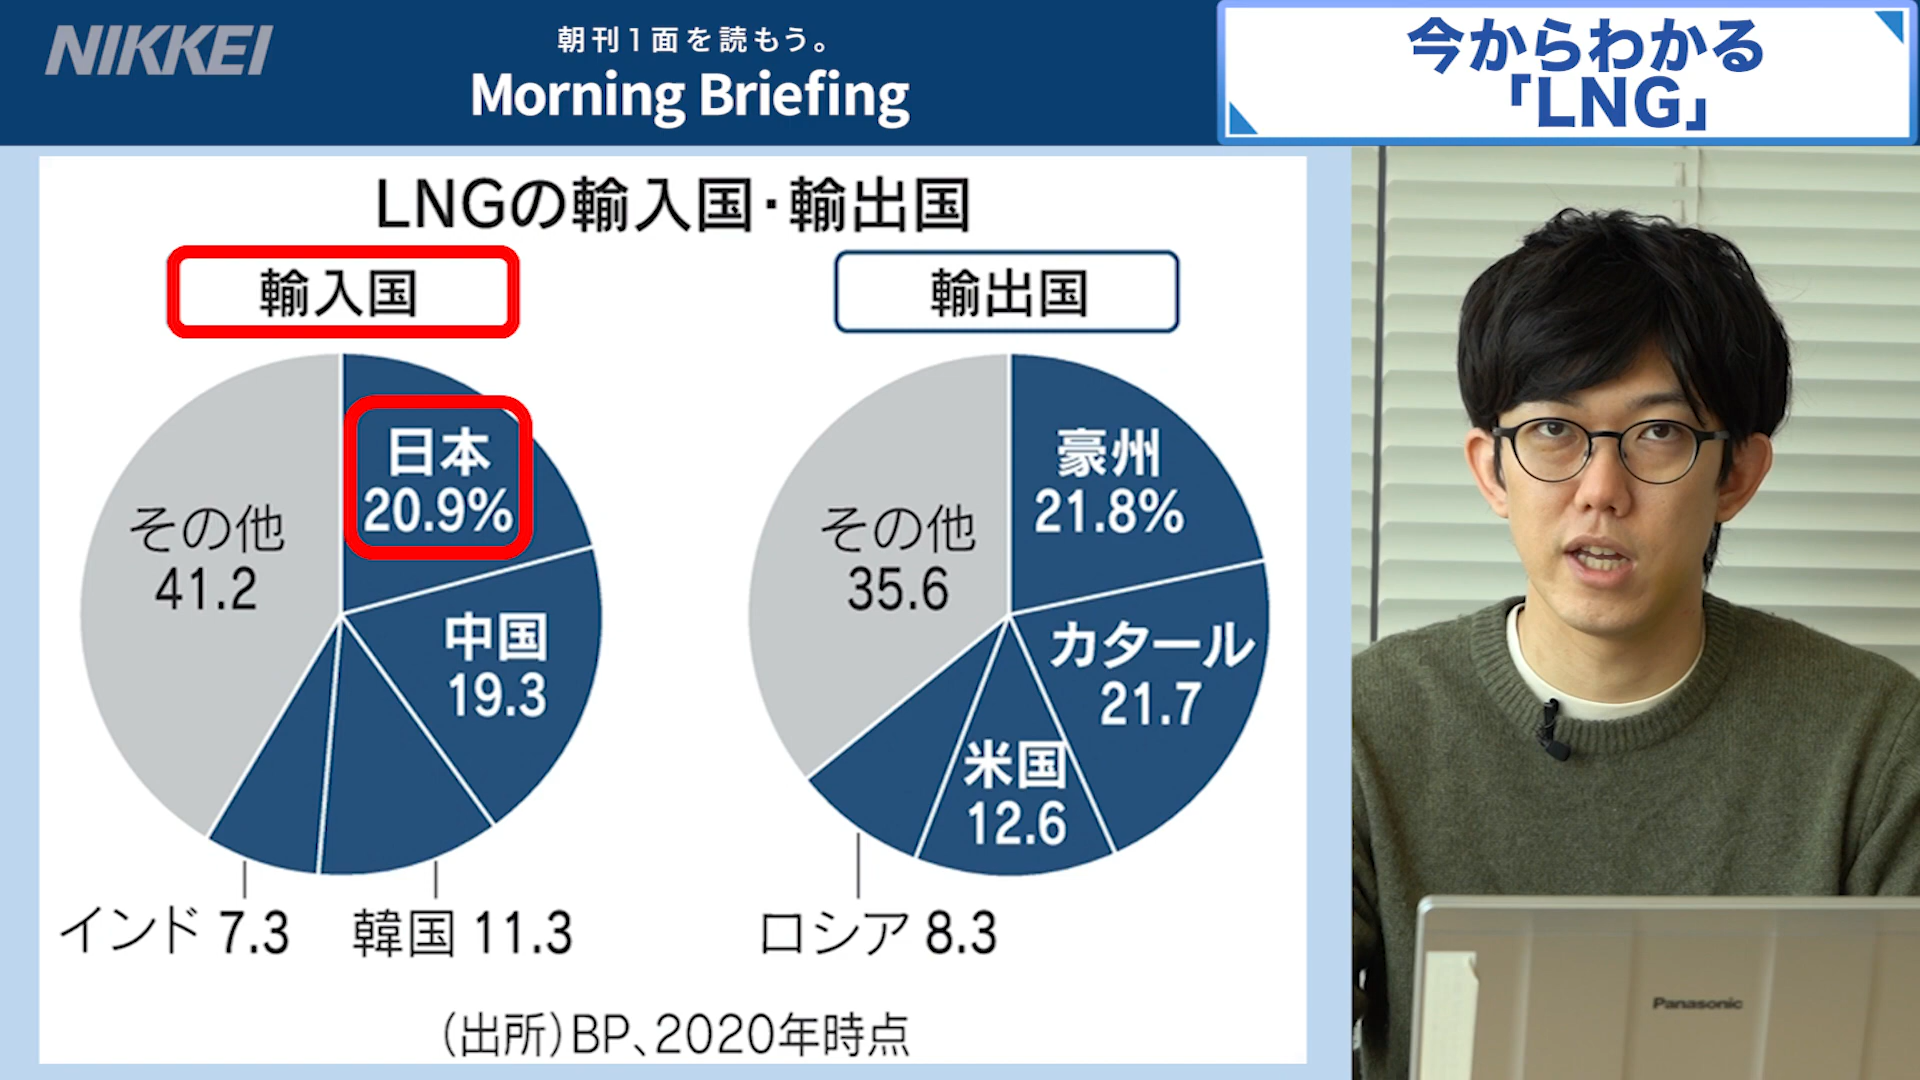 NIKKEI
朝刊1面を読もう。
Morning Briefing
今からわかる
「LNG」
LNGの輸入国・輸出国
輸入国
日本
20.9%
中国
19.3
韓国 11.3
インド 7.3
その他
41.2
輸出国
豪州
21.8%
カタール
21.7
米国
12.6
ロシア 8.3
その他
35.6
(出所)BP、2020年時点
Panasonic